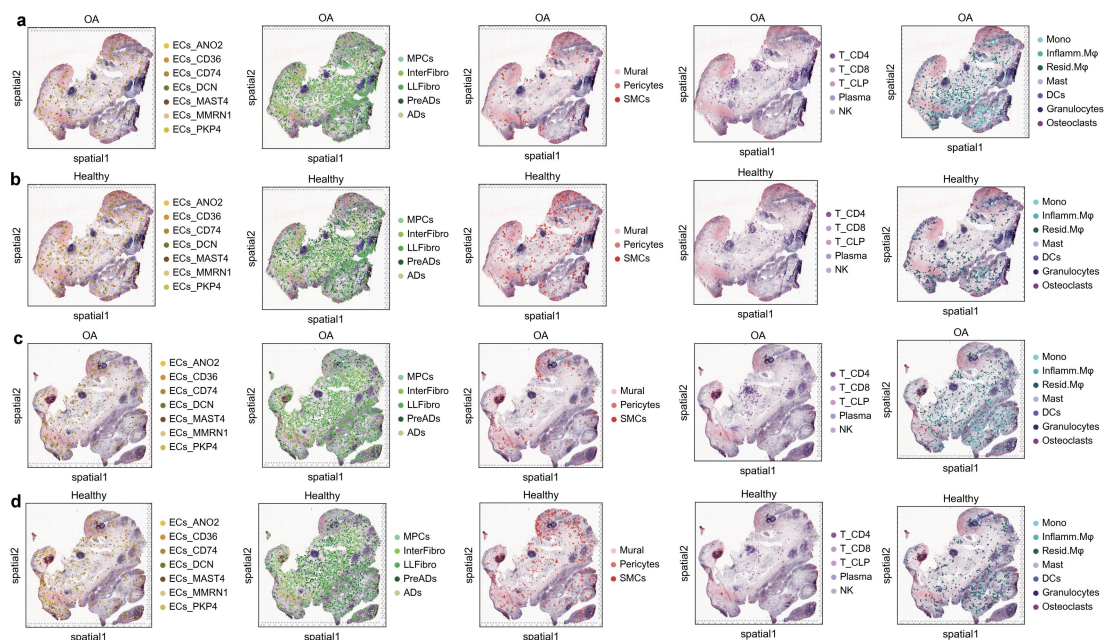 a
OA
spatial2
spatial1
ECs_ANO2
ECs_CD36
ECs_CD74
ECs_DCN
ECs_MAST4
ECs_MMRN1
ECs_PKP4
OA
spatial2
spatial1
MPCs
InterFibro
LLFibro
PreADs
ADs
OA
spatial2
spatial1
Mural
Pericytes
SMCs
OA
spatial2
spatial1
T_CD4
T_CD8
T_CLP
Plasma
NK
OA
spatial2
spatial1
Mono
Inflamm.Mφ
Resid.Mφ
Mast
DCs
Granulocytes
Osteoclasts
b
Healthy
spatial2
spatial1
ECs_ANO2
ECs_CD36
ECs_CD74
ECs_DCN
ECs_MAST4
ECs_MMRN1
ECs_PKP4
Healthy
spatial2
spatial1
MPCs
InterFibro
LLFibro
PreADs
ADs
Healthy
spatial2
spatial1
Mural
Pericytes
SMCs
Healthy
spatial2
spatial1
T_CD4
T_CD8
T_CLP
Plasma
NK
Healthy
spatial2
spatial1
Mono
Inflamm.Mφ
Resid.Mφ
Mast
DCs
Granulocytes
Osteoclasts
c
OA
spatial2
spatial1
ECs_ANO2
ECs_CD36
ECs_CD74
ECs_DCN
ECs_MAST4
ECs_MMRN1
ECs_PKP4
OA
spatial2
spatial1
MPCs
InterFibro
LLFibro
PreADs
ADs
OA
spatial2
spatial1
Mural
Pericytes
SMCs
OA
spatial2
spatial1
T_CD4
T_CD8
T_CLP
Plasma
NK
OA
spatial2
spatial1
Mono
Inflamm.Mφ
Resid.Mφ
Mast
DCs
Granulocytes
Osteoclasts
d
Healthy
spatial2
spatial1
ECs_ANO2
ECs_CD36
ECs_CD74
ECs_DCN
ECs_MAST4
ECs_MMRN1
ECs_PKP4
Healthy
spatial2
spatial1
MPCs
InterFibro
LLFibro
PreADs
ADs
Healthy
spatial2
spatial1
Mural
Pericytes
SMCs
Healthy
spatial2
spatial1
T_CD4
T_CD8
T_CLP
Plasma
NK
Healthy
spatial2
spatial1
Mono
Inflamm.Mφ
Resid.Mφ
Mast
DCs
Granulocytes
Osteoclasts